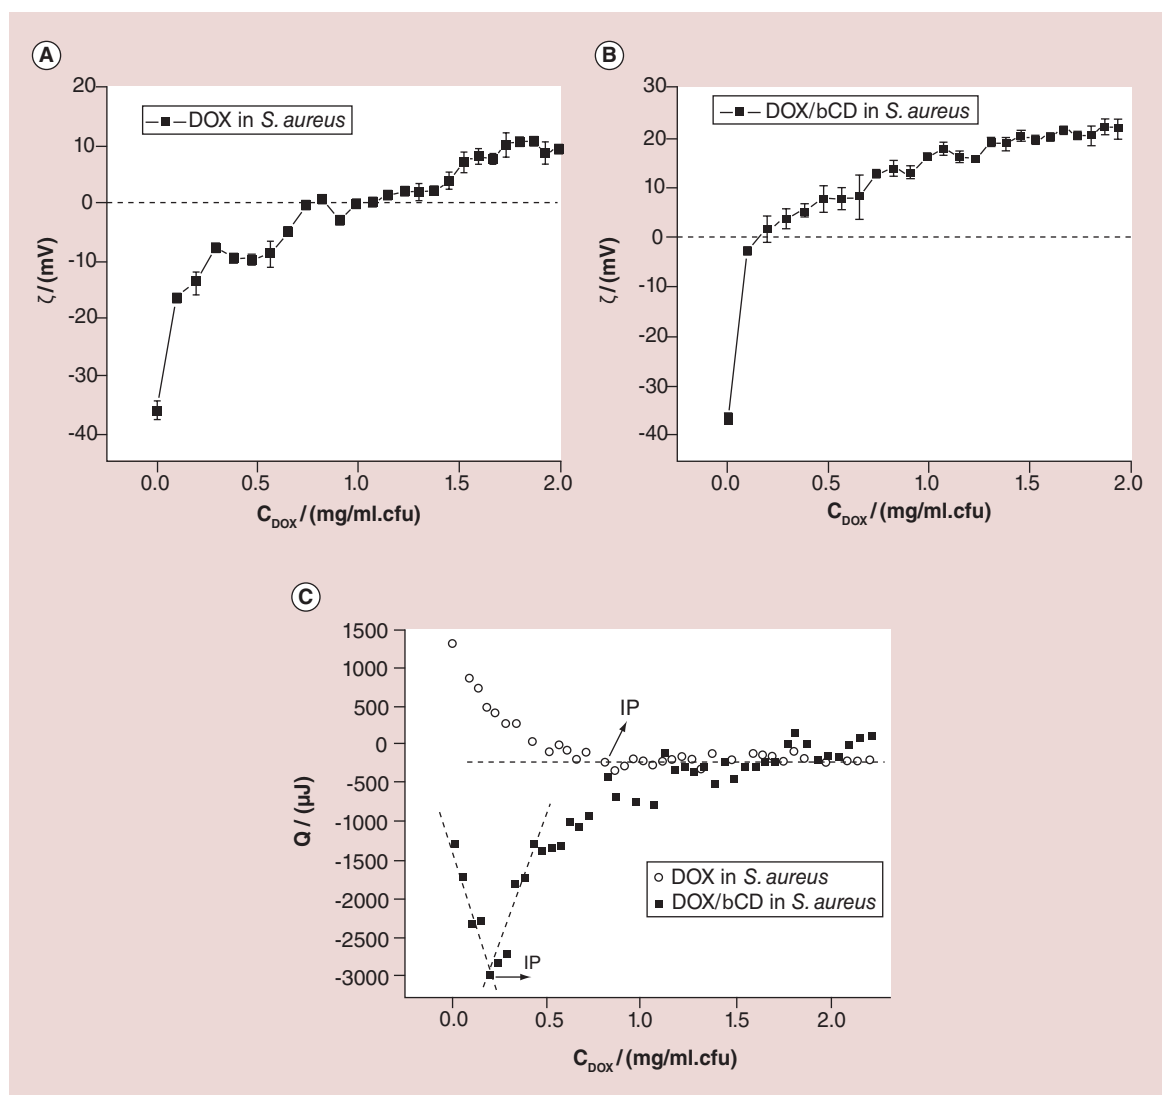 A
20
10
0
-10
-20
-30
-40
ζ / (mV)
DOX in S. aureus
0.0 0.5 1.0 1.5 2.0
CDOX / (mg/ml.cfu)
B
30
20
10
0
-10
-20
-30
-40
ζ / (mV)
DOX/bCD in S. aureus
0.0 0.5 1.0 1.5 2.0
CDOX / (mg/ml.cfu)
C
1500
1000
500
0
-500
-1000
-1500
-2000
-2500
-3000
Q / (µJ)
IP
IP
DOX in S. aureus
DOX/bCD in S. aureus
0.0 0.5 1.0 1.5 2.0
CDOX / (mg/ml.cfu)